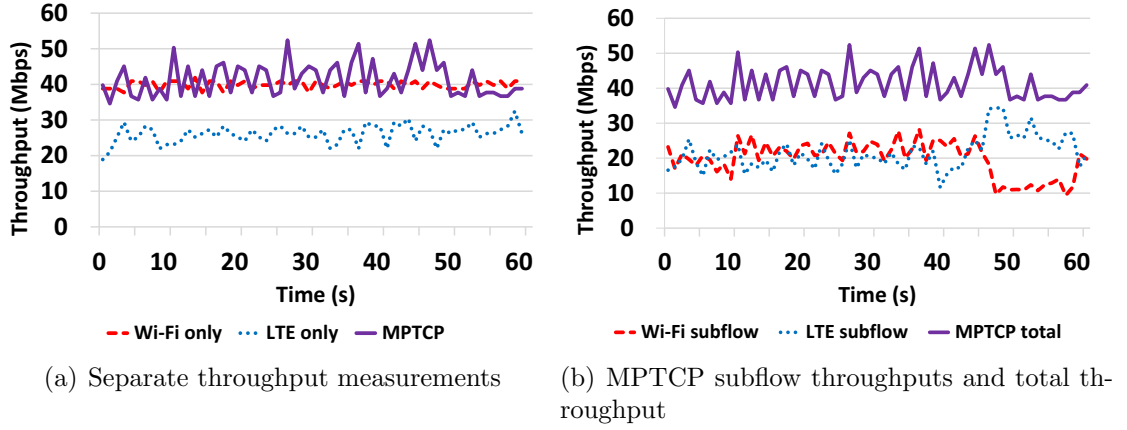 Throughput (Mbps)
60
50
40
30
20
10
0
0 10 20 30 40 50 60
Time (s)
Wi-Fi only LTE only MPTCP
(a) Separate throughput measurements
Throughput (Mbps)
60
50
40
30
20
10
0
0 10 20 30 40 50 60
Time (s)
Wi-Fi subflow LTE subflow MPTCP total
(b) MPTCP subflow throughputs and total th-
roughput